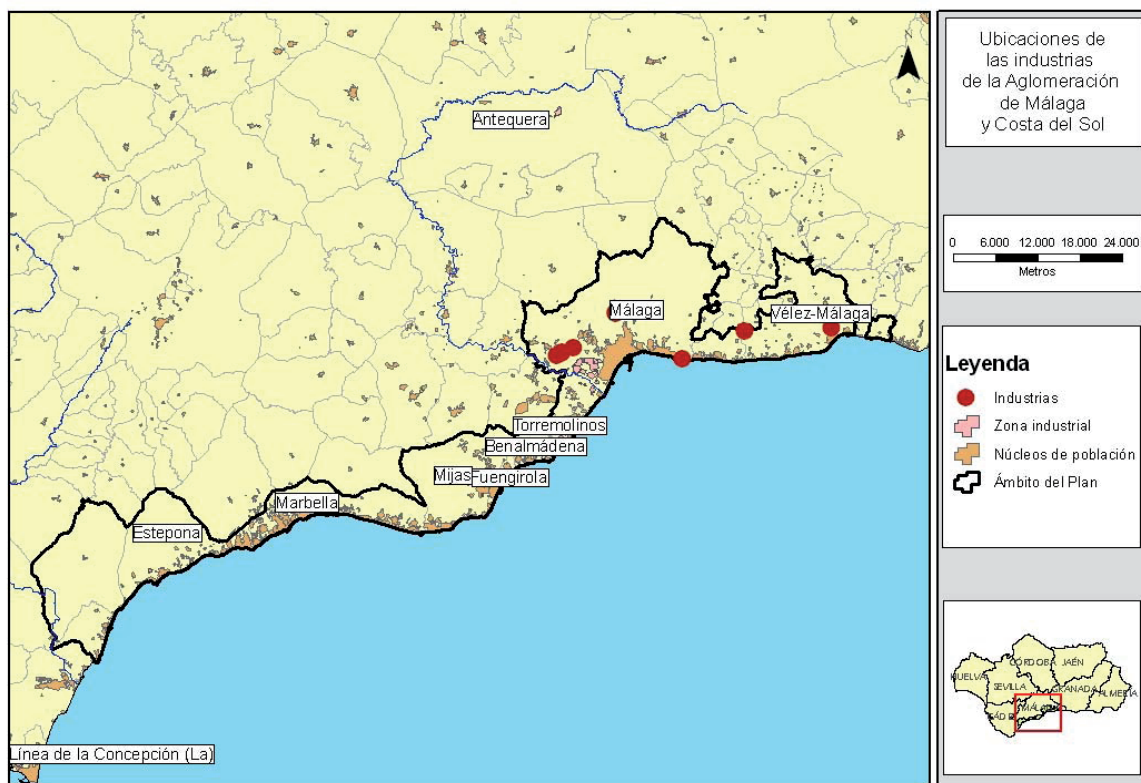 Ubicaciones de
las industrias
de la Aglomeración
de Málaga
y Costa del Sol
Antequera
Málaga
Vélez-Málaga
Torremolinos
Benalmádena
Mijas
Fuengirola
Marbella
Estepona
Línea de la Concepción (La)
0 6.000 12.000 18.000 24.000
Metros
Leyenda
Industrias
Zona industrial
Núcleos de población
Ámbito del Plan
CÓRDOBA
JAÉN
HUELVA
SEVILLA
GRANADA
ALMERÍA